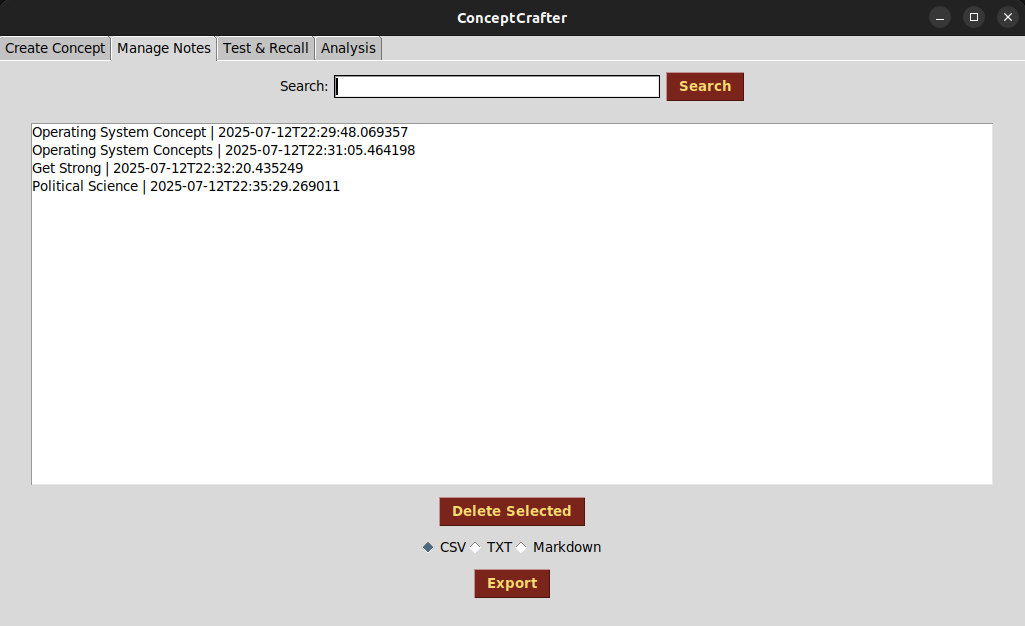 ConceptCrafter
Create Concept Manage Notes Test & Recall Analysis
Search: Search
Operating System Concept | 2025-07-12T22:29:48.069357
Operating System Concepts | 2025-07-12T22:31:05.464198
Get Strong | 2025-07-12T22:32:20.435249
Political Science | 2025-07-12T22:35:29.269011
Delete Selected
CSV TXT Markdown
Export